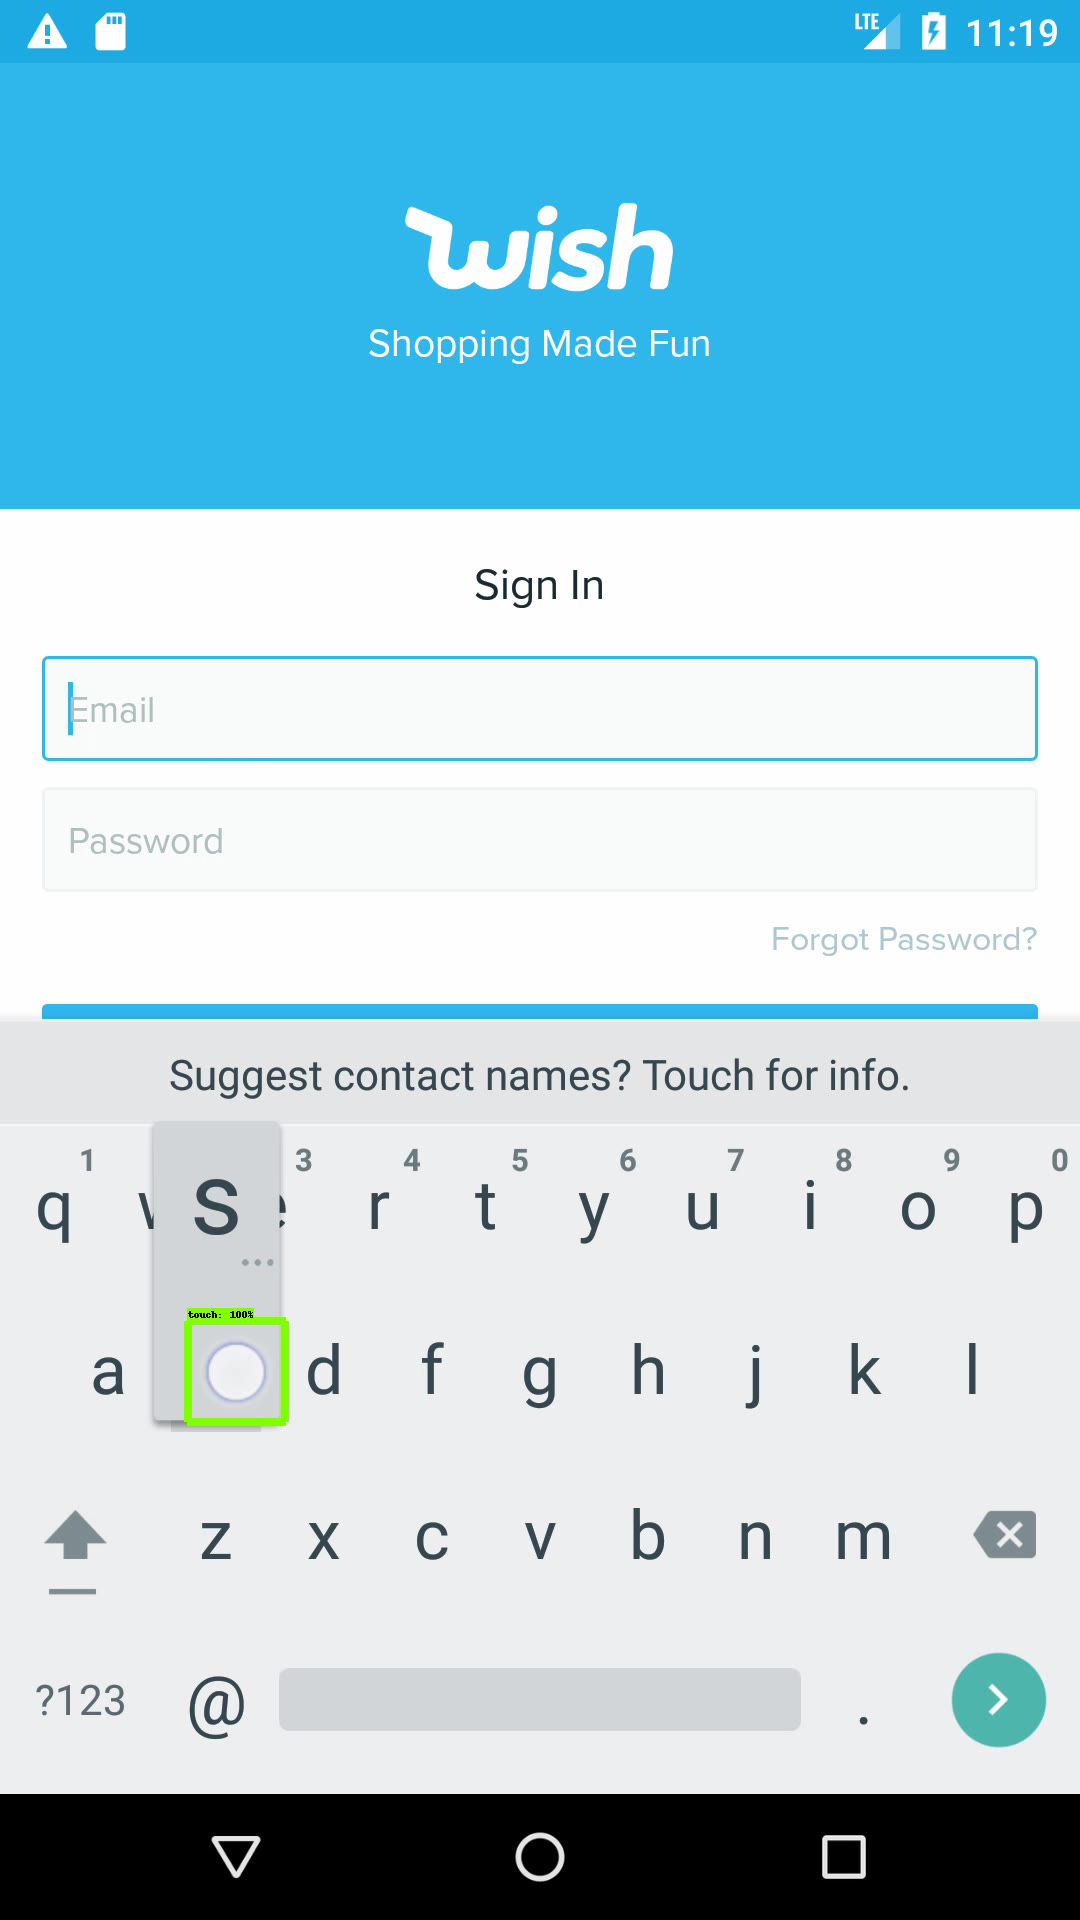 LTE 11:19
wish
Shopping Made Fun
Sign In
Email
Password
Forgot Password?
Suggest contact names? Touch for info.
1 3 4 5 6 7 8 9 0
q w s e r t y u i o p
touch: 100%
a d f g h j k l
z x c v b n m
?123 @ .